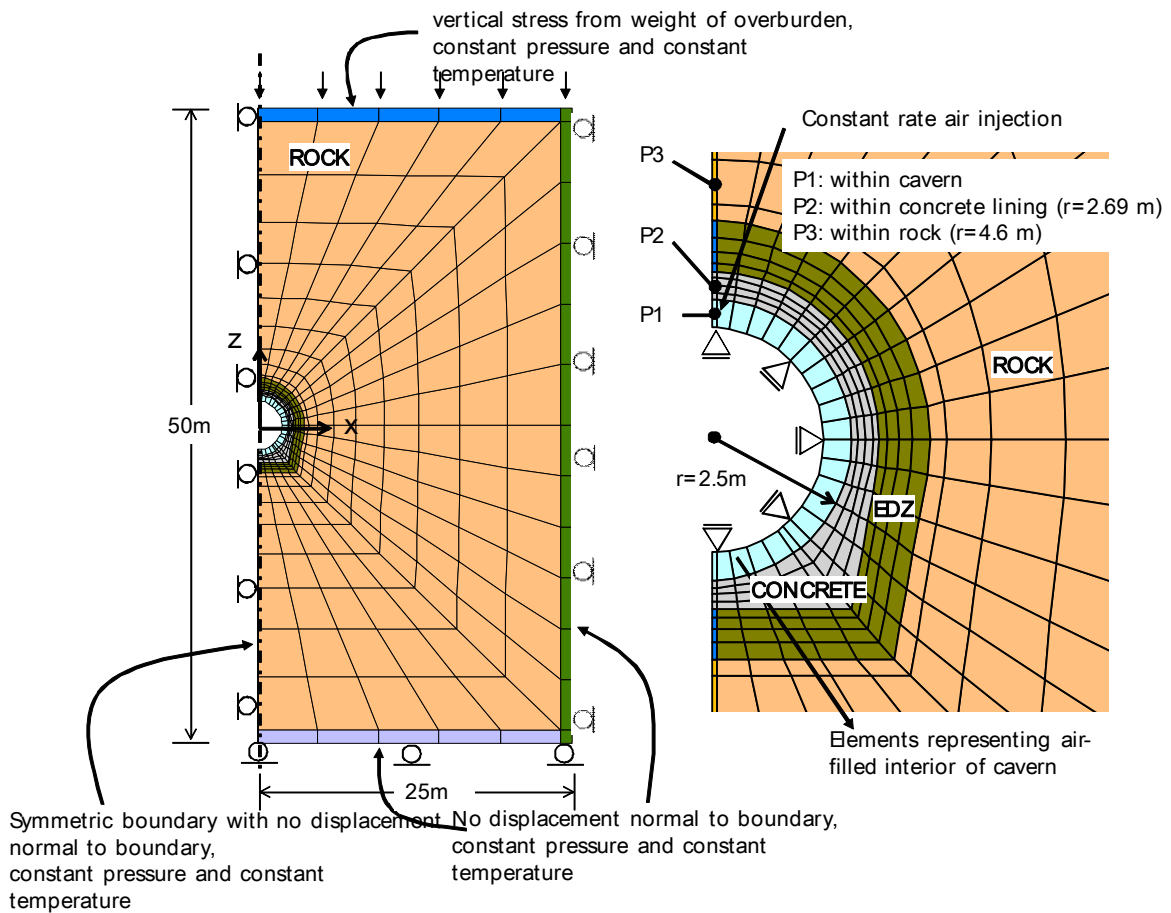 vertical stress from weight of overburden,
constant pressure and constant
temperature
ROCK
Z
X
50m
25m
Symmetric boundary with no displacement
normal to boundary,
constant pressure and constant
temperature
No displacement normal to boundary,
constant pressure and constant
temperature
Constant rate air injection
P3
P1: within cavern
P2: within concrete lining (r=2.69 m)
P3: within rock (r=4.6 m)
P2
P1
ROCK
r=2.5m
EDZ
CONCRETE
Elements representing air-
filled interior of cavern